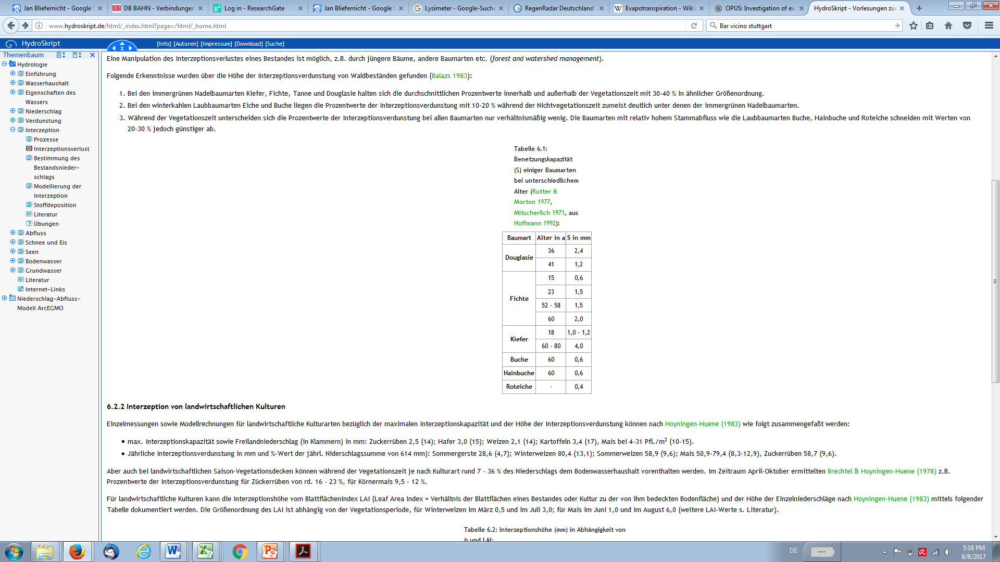 Jan Bliefernicht - Google S
DB BAHN - Verbindungen
Log in - ResearchGate
Jan Bliefernicht - Google S
Lysimeter - Google-Suche
RegenRadar Deutschland
Evapotranspiration - Wikip
OPUS: Investigation of eva
HydroSkript - Vorlesungen zur
www.hydroskript.de/html/_index.html?page=/html/_home.html
Bar vicino stuttgart
HydroSkript
[Info] [Autoren] [Impressum] [Download] [Suche]
Themenbaum
Hydrologie
Einführung
Wasserhaushalt
Eigenschaften des
Wassers
Niederschlag
Verdunstung
Interzeption
Prozesse
Interzeptionsverlust
Bestimmung des
Bestandsnieder-
schlags
Modellierung der
Interzeption
Stoffdeposition
Literatur
Übungen
Abfluss
Schnee und Eis
Seen
Bodenwasser
Grundwasser
Literatur
Internet-Links
Niederschlag-Abfluss-
Modell ArcEGMO
Eine Manipulation des Interzeptionsverlustes eines Bestandes ist möglich, z.B. durch jüngere Bäume, andere Baumarten etc. (forest and watershed management).
Folgende Erkenntnisse wurden über die Höhe der Interzeptionsverdunstung von Waldbeständen gefunden (Balazs 1983):
1. Bei den immergrünen Nadelbaumarten Kiefer, Fichte, Tanne und Douglasie halten sich die durchschnittlichen Prozentwerte innerhalb und außerhalb der Vegetationszeit mit 30-40 % in ähnlicher Größenordnung.
2. Bei den winterkahlen Laubbaumarten Eiche und Buche liegen die Prozentwerte der Interzeptionsverdunstung mit 10-20 % während der Nichtvegetationszeit zumeist deutlich unter denen der immergrünen Nadelbaumarten.
3. Während der Vegetationszeit unterscheiden sich die Prozentwerte der Interzeptionsverdunstung bei allen Baumarten nur verhältnismäßig wenig. Die Baumarten mit relativ hohem Stammabfluss wie die Laubbaumarten Buche, Hainbuche und Roteiche schneiden mit Werten von
20-30 % jedoch günstiger ab.
Tabelle 6.1:
Benetzungskapazität
(S) einiger Baumarten
bei unterschiedlichem
Alter (Rutter &
Morton 1977,
Mitscherlich 1971, aus
Hoffmann 1992):
Baumart Alter in a S in mm
Douglasie 36 2,4
41 1,2
Fichte 15 0,6
23 1,5
52 - 58 1,5
60 2,0
Kiefer 18 1,0 - 1,2
60 - 80 4,0
Buche 60 0,6
Hainbuche 60 0,6
Roteiche - 0,4
6.2.2 Interzeption von landwirtschaftlichen Kulturen
Einzelmessungen sowie Modellrechnungen für landwirtschaftliche Kulturarten bezüglich der maximalen Interzeptionskapazität und der Höhe der Interzeptionsverdunstung können nach Hoyningen-Huene (1983) wie folgt zusammengefaßt werden:
• max. Interzeptionskapazität sowie Freilandniederschlag (in Klammern) in mm: Zuckerrüben 2,5 (14); Hafer 3,0 (15); Weizen 2,1 (14); Kartoffeln 3,4 (17), Mais bei 4-31 Pfl./m² (10-15).
• Jährliche Interzeptionsverdunstung in mm und %-Wert der jährl. Niderschlagssumme von 614 mm): Sommergerste 28,6 (4,7); Winterweizen 80,4 (13,1); Sommerweizen 58,9 (9,6); Mais 50,9-79,4 (8,3-12,9), Zuckerrüben 58,7 (9,6).
Aber auch bei landwirtschaftlichen Saison-Vegetationsdecken können während der Vegetationszeit je nach Kulturart rund 7 - 36 % des Niederschlags dem Bodenwasserhaushalt vorenthalten werden. Im Zeitraum April-Oktober ermittelten Brechtel & Hoyningen-Huene (1978) z.B.
Prozentwerte der Interzeptionsverdunstung für Zückerrüben von rd. 16 - 23 %, für Körnermais 9,5 - 12 %.
Für landwirtschaftliche Kulturen kann die Interzeptionshöhe vom Blattflächenindex LAI (Leaf Area Index = Verhältnis der Blattflächen eines Bestandes oder Kultur zu der von ihm bedeckten Bodenfläche) und der Höhe der Einzelniederschläge nach Hoyningen-Huene (1983) mittels folgender
Tabelle dokumentiert werden. Die Größenordnung des LAI ist abhängig von der Vegetationsperiode, für Winterweizen im März 0,5 und im Juli 3,0; für Mais im Juni 1,0 und im August 6,0 (weitere LAI-Werte s. Literatur).
Tabelle 6.2: Interzeptionshöhe (mm) in Abhängigkeit von
h und LAI:
DE
---
5:18 PM
8/8/2017